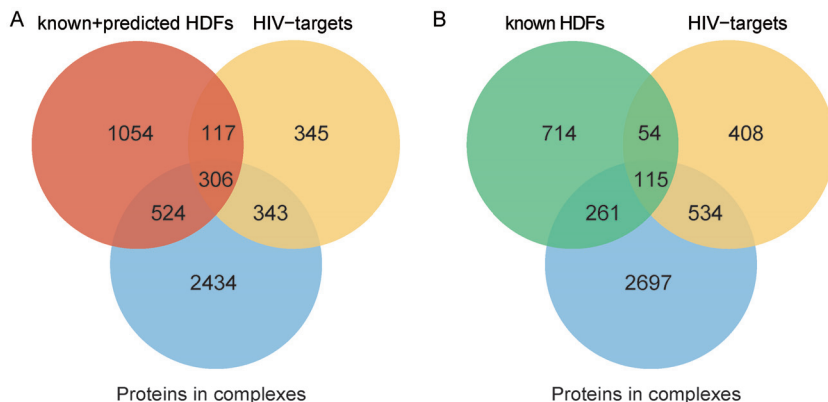 A known+predicted HDFs HIV−targets
1054 117 345
306
524 343
2434
Proteins in complexes
B known HDFs HIV−targets
714 54 408
115
261 534
2697
Proteins in complexes